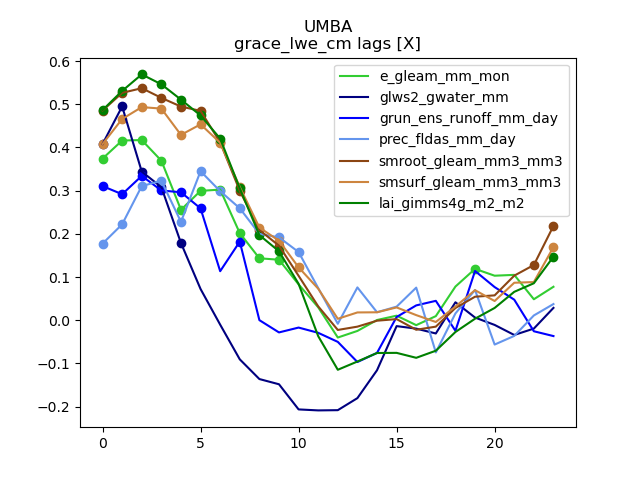 UMBA
grace_lwe_cm lags [X]
e_gleam_mm_mon
glws2_gwater_mm
grun_ens_runoff_mm_day
prec_fldas_mm_day
smroot_gleam_mm3_mm3
smsurf_gleam_mm3_mm3
lai_gimms4g_m2_m2
0.6
0.5
0.4
0.3
0.2
0.1
0.0
−0.1
−0.2
0 5 10 15 20